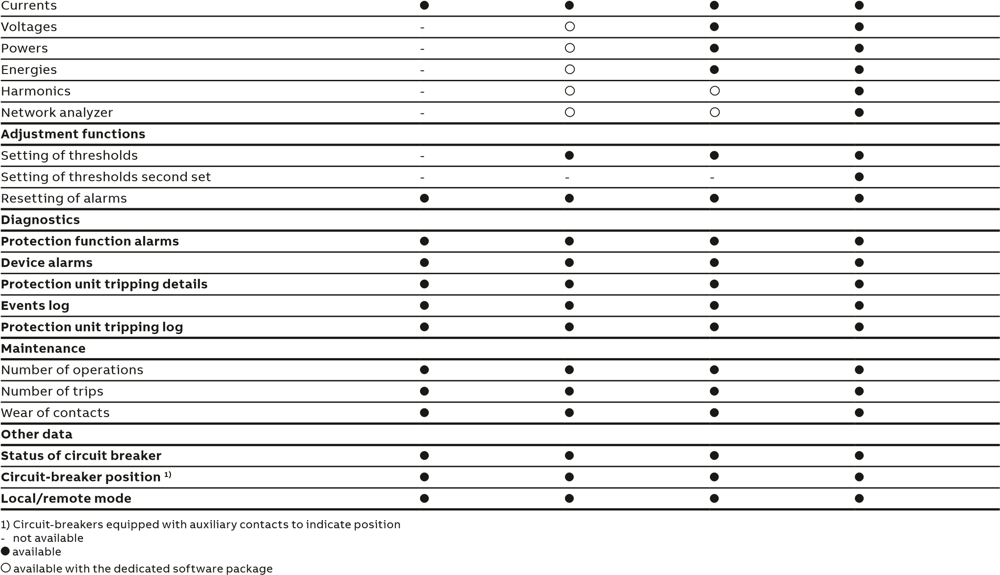 Currents ● ● ● ●
Voltages - ○ ● ●
Powers - ○ ● ●
Energies - ○ ● ●
Harmonics - ○ ○ ●
Network analyzer - ○ ○ ●
Adjustment functions
Setting of thresholds - ● ● ●
Setting of thresholds second set - - - ●
Resetting of alarms ● ● ● ●
Diagnostics
Protection function alarms ● ● ● ●
Device alarms ● ● ● ●
Protection unit tripping details ● ● ● ●
Events log ● ● ● ●
Protection unit tripping log ● ● ● ●
Maintenance
Number of operations ● ● ● ●
Number of trips ● ● ● ●
Wear of contacts ● ● ● ●
Other data
Status of circuit breaker ● ● ● ●
Circuit-breaker position ¹⁾ ● ● ● ●
Local/remote mode ● ● ● ●
1) Circuit-breakers equipped with auxiliary contacts to indicate position
- not available
● available
○ available with the dedicated software package